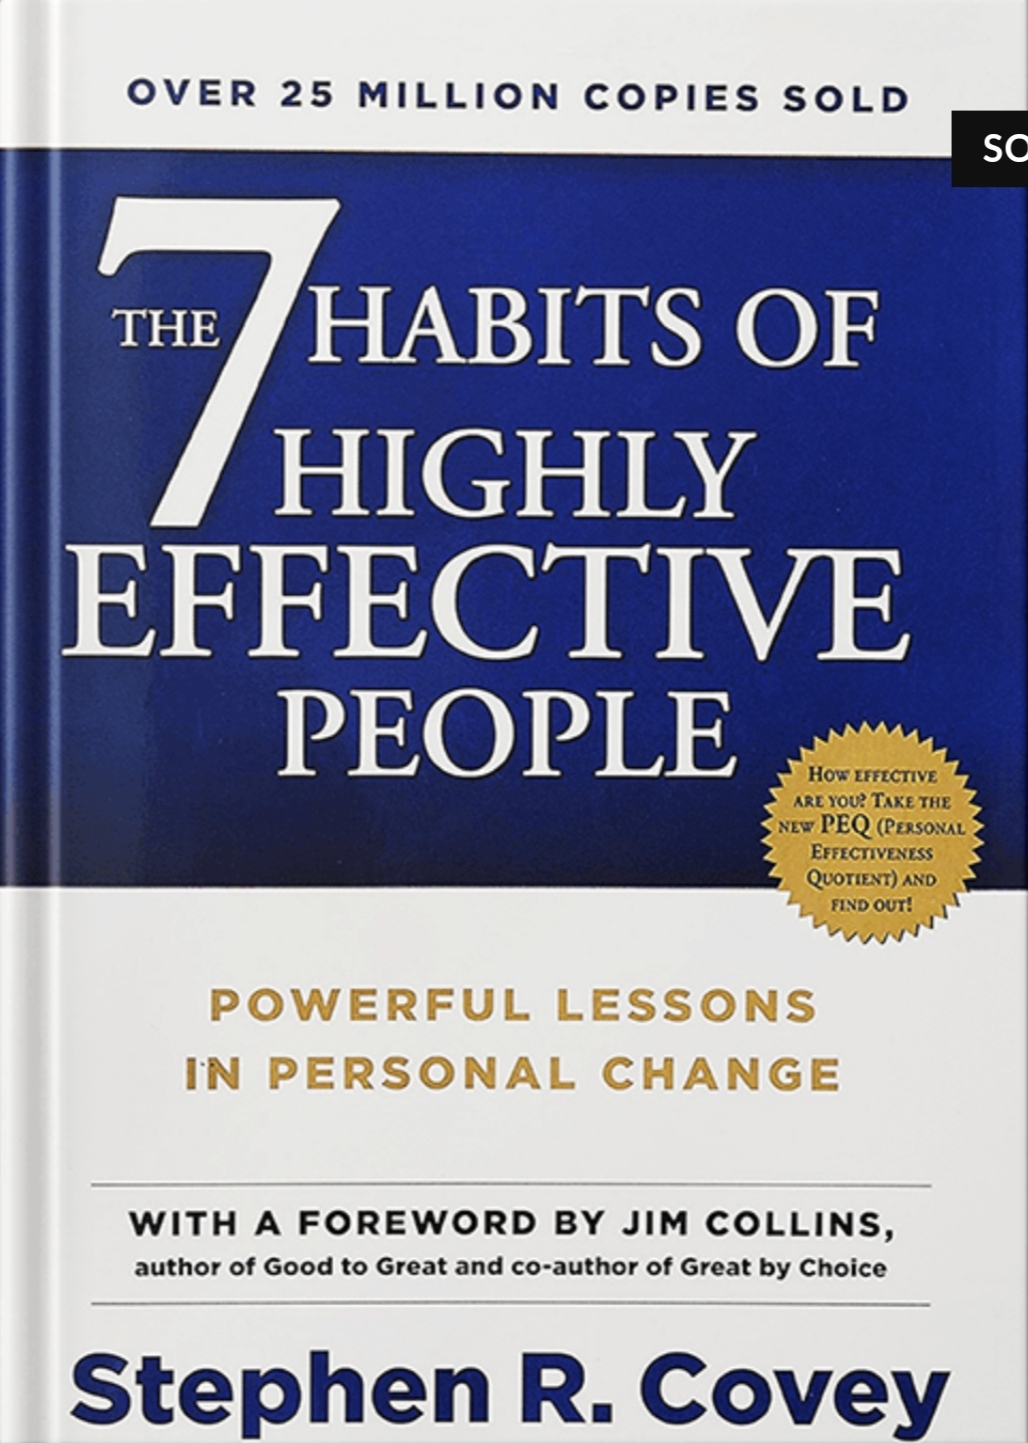 OVER 25 MILLION COPIES SOLD
THE 7 HABITS OF
HIGHLY
EFFECTIVE
PEOPLE
HOW EFFECTIVE
ARE YOU? TAKE THE
NEW PEQ (PERSONAL
EFFECTIVENESS
QUOTIENT) AND
FIND OUT!
POWERFUL LESSONS
IN PERSONAL CHANGE
WITH A FOREWORD BY JIM COLLINS,
author of Good to Great and co-author of Great by Choice
Stephen R. Covey